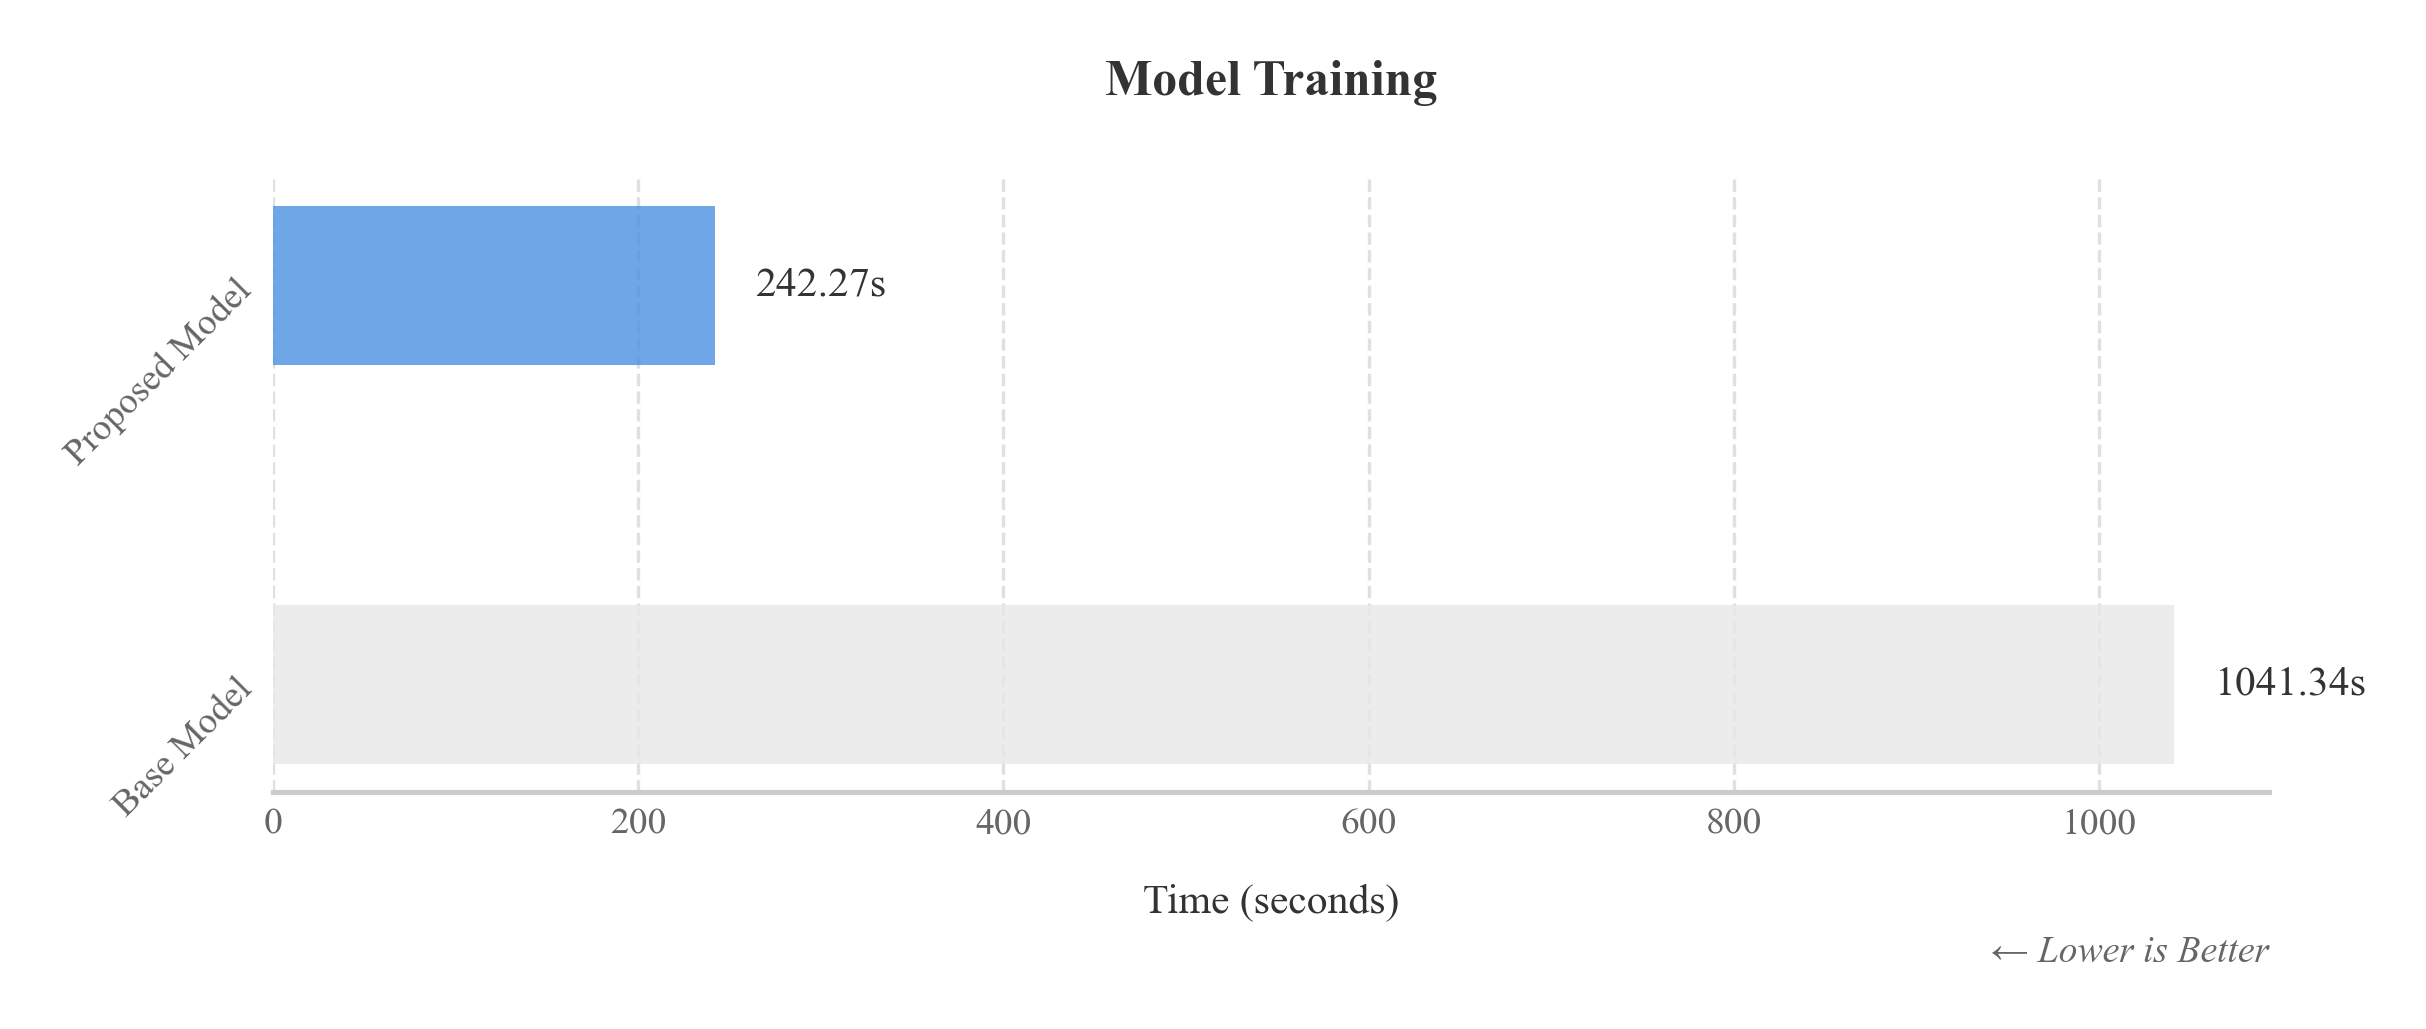 Model Training
Proposed Model
242.27s
Base Model
1041.34s
0 200 400 600 800 1000
Time (seconds)
← Lower is Better